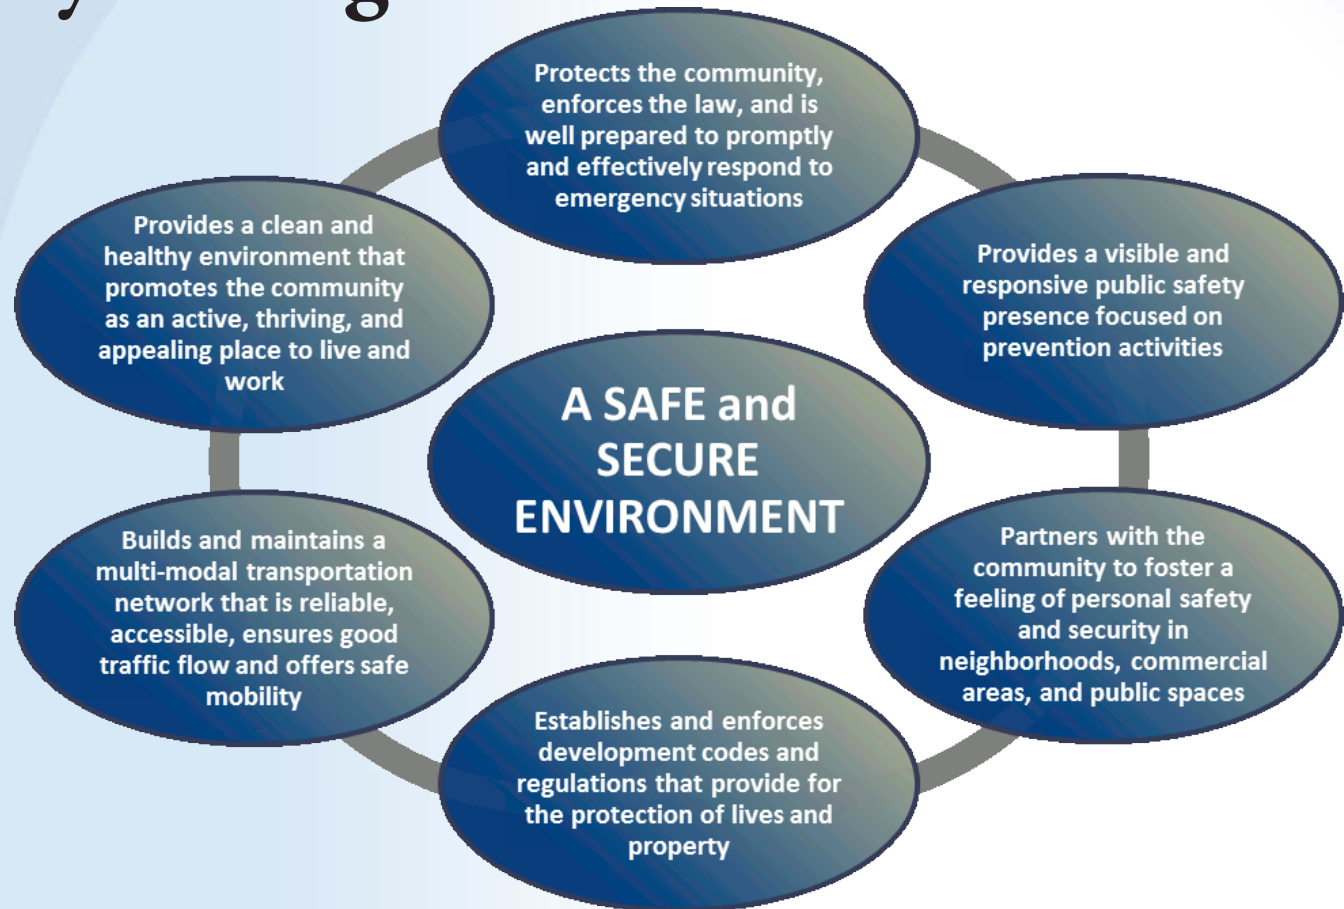 Protects the community,
enforces the law, and is
well prepared to promptly
and effectively respond to
emergency situations
Provides a visible and
responsive public safety
presence focused on
prevention activities
Partners with the
community to foster a
feeling of personal safety
and security in
neighborhoods, commercial
areas, and public spaces
Establishes and enforces
development codes and
regulations that provide for
the protection of lives and
property
Builds and maintains a
multi-modal transportation
network that is reliable,
accessible, ensures good
traffic flow and offers safe
mobility
Provides a clean and
healthy environment that
promotes the community
as an active, thriving, and
appealing place to live and
work
A SAFE and
SECURE
ENVIRONMENT